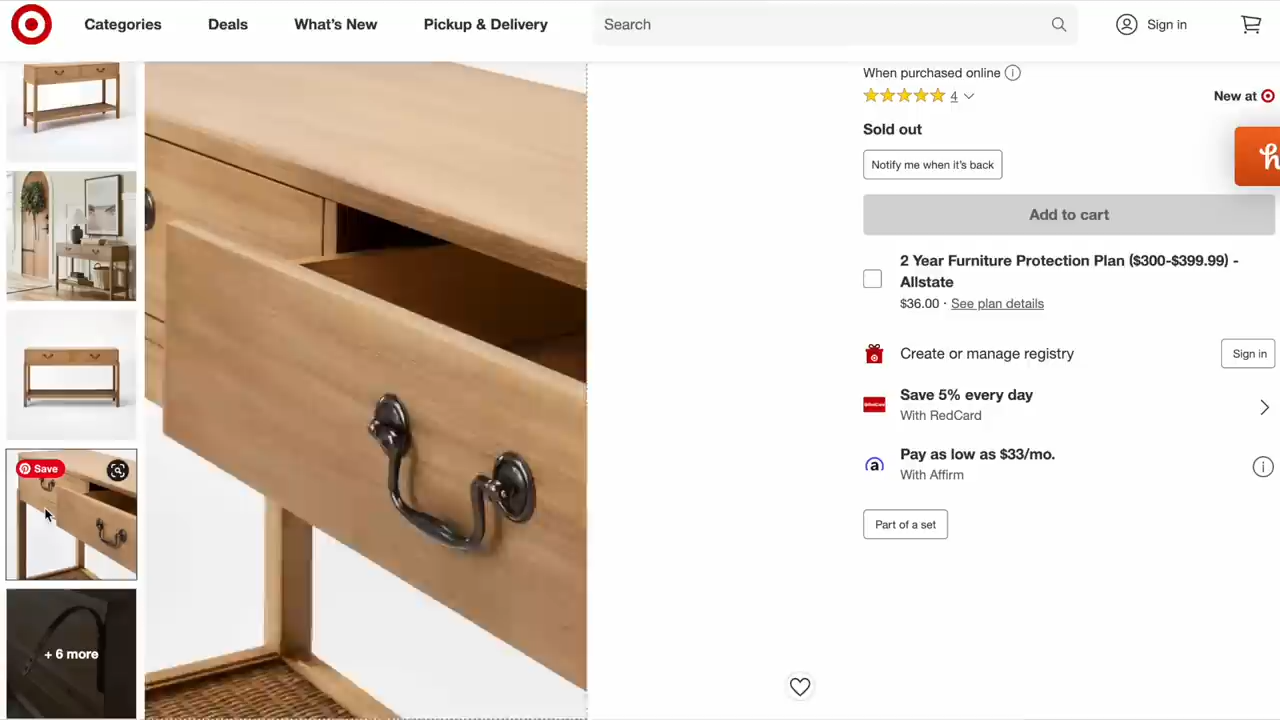 Categories
Deals
What's New
Pickup & Delivery
Search
Sign in
When purchased online
4
New at
Sold out
Notify me when it's back
Add to cart
2 Year Furniture Protection Plan ($300-$399.99) -
Allstate
$36.00 · See plan details
Create or manage registry
Sign in
Save 5% every day
With RedCard
Pay as low as $33/mo.
With Affirm
Part of a set
Save
+ 6 more